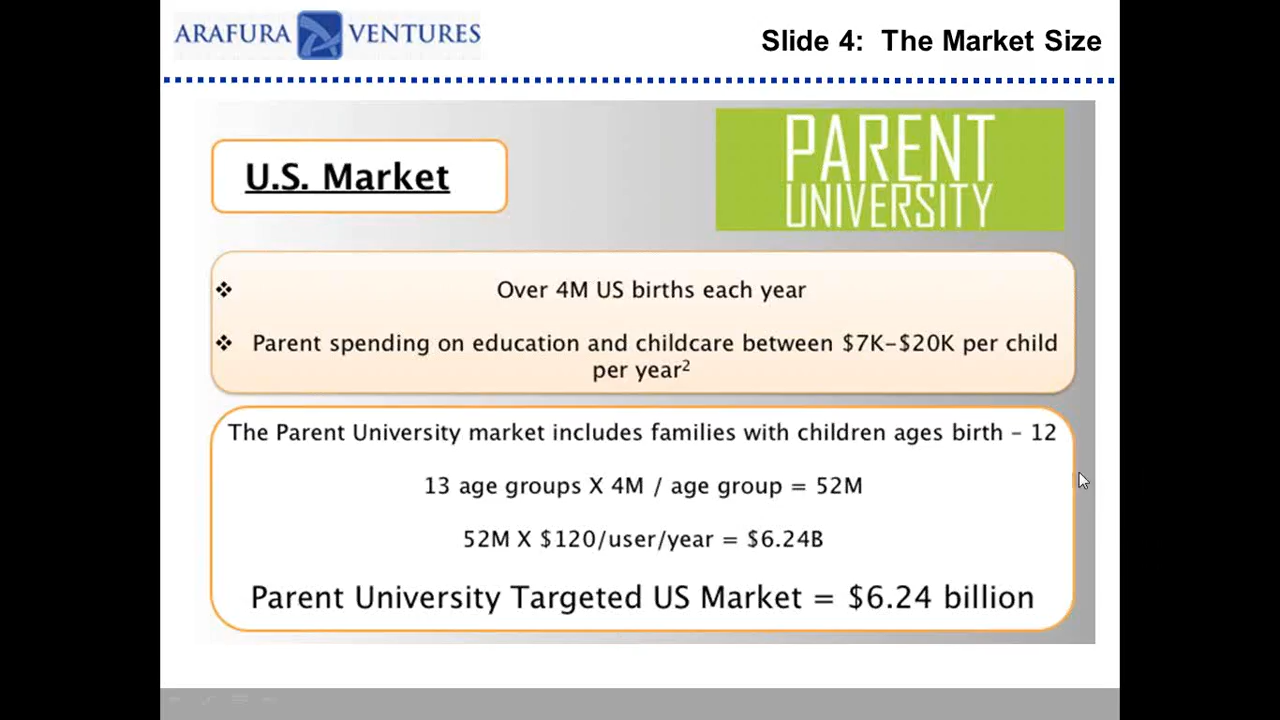 ARAFURA VENTURES
Slide 4: The Market Size
U.S. Market
PARENT
UNIVERSITY
❖ Over 4M US births each year
❖ Parent spending on education and childcare between $7K–$20K per child
per year²
The Parent University market includes families with children ages birth – 12
13 age groups X 4M / age group = 52M
52M X $120/user/year = $6.24B
Parent University Targeted US Market = $6.24 billion